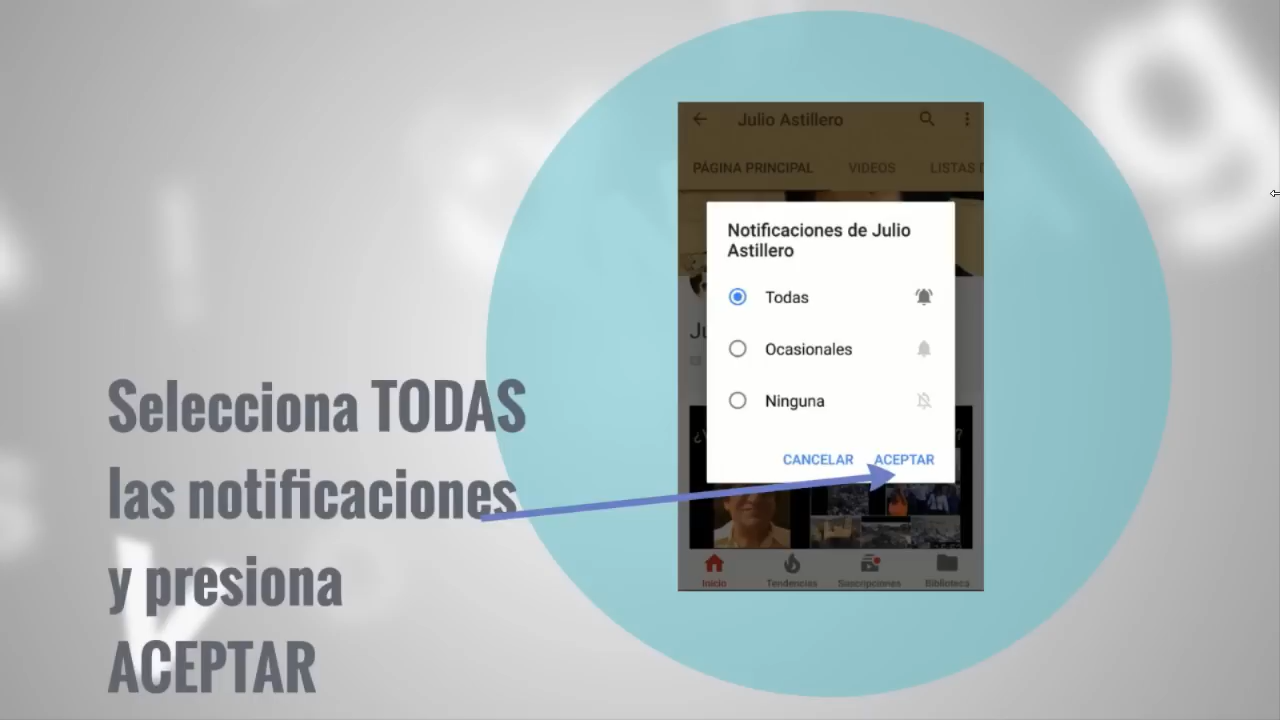 Julio Astillero
PÁGINA PRINCIPAL VIDEOS LISTAS
Notificaciones de Julio
Astillero
Todas
Ocasionales
Ninguna
CANCELAR ACEPTAR
Inicio Tendencias Suscripciones Biblioteca
Selecciona TODAS
las notificaciones
y presiona
ACEPTAR